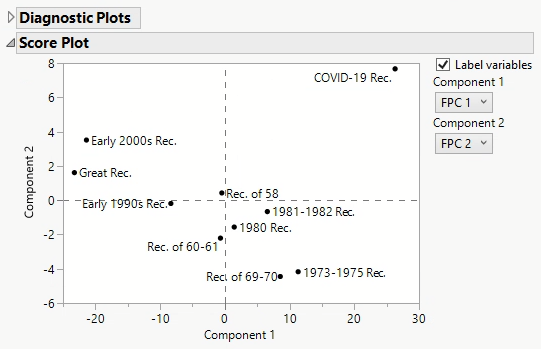 Diagnostic Plots
Score Plot
8
6
4
2
0
-2
-4
-6
Component 2
COVID-19 Rec.
Early 2000s Rec.
Great Rec.
Rec. of 58
Early 1990s Rec.
1981-1982 Rec.
1980 Rec.
Rec. of 60-61
Rec. of 69-70
1973-1975 Rec.
-20
-10
0
10
20
30
Component 1
Label variables
Component 1
FPC 1
Component 2
FPC 2